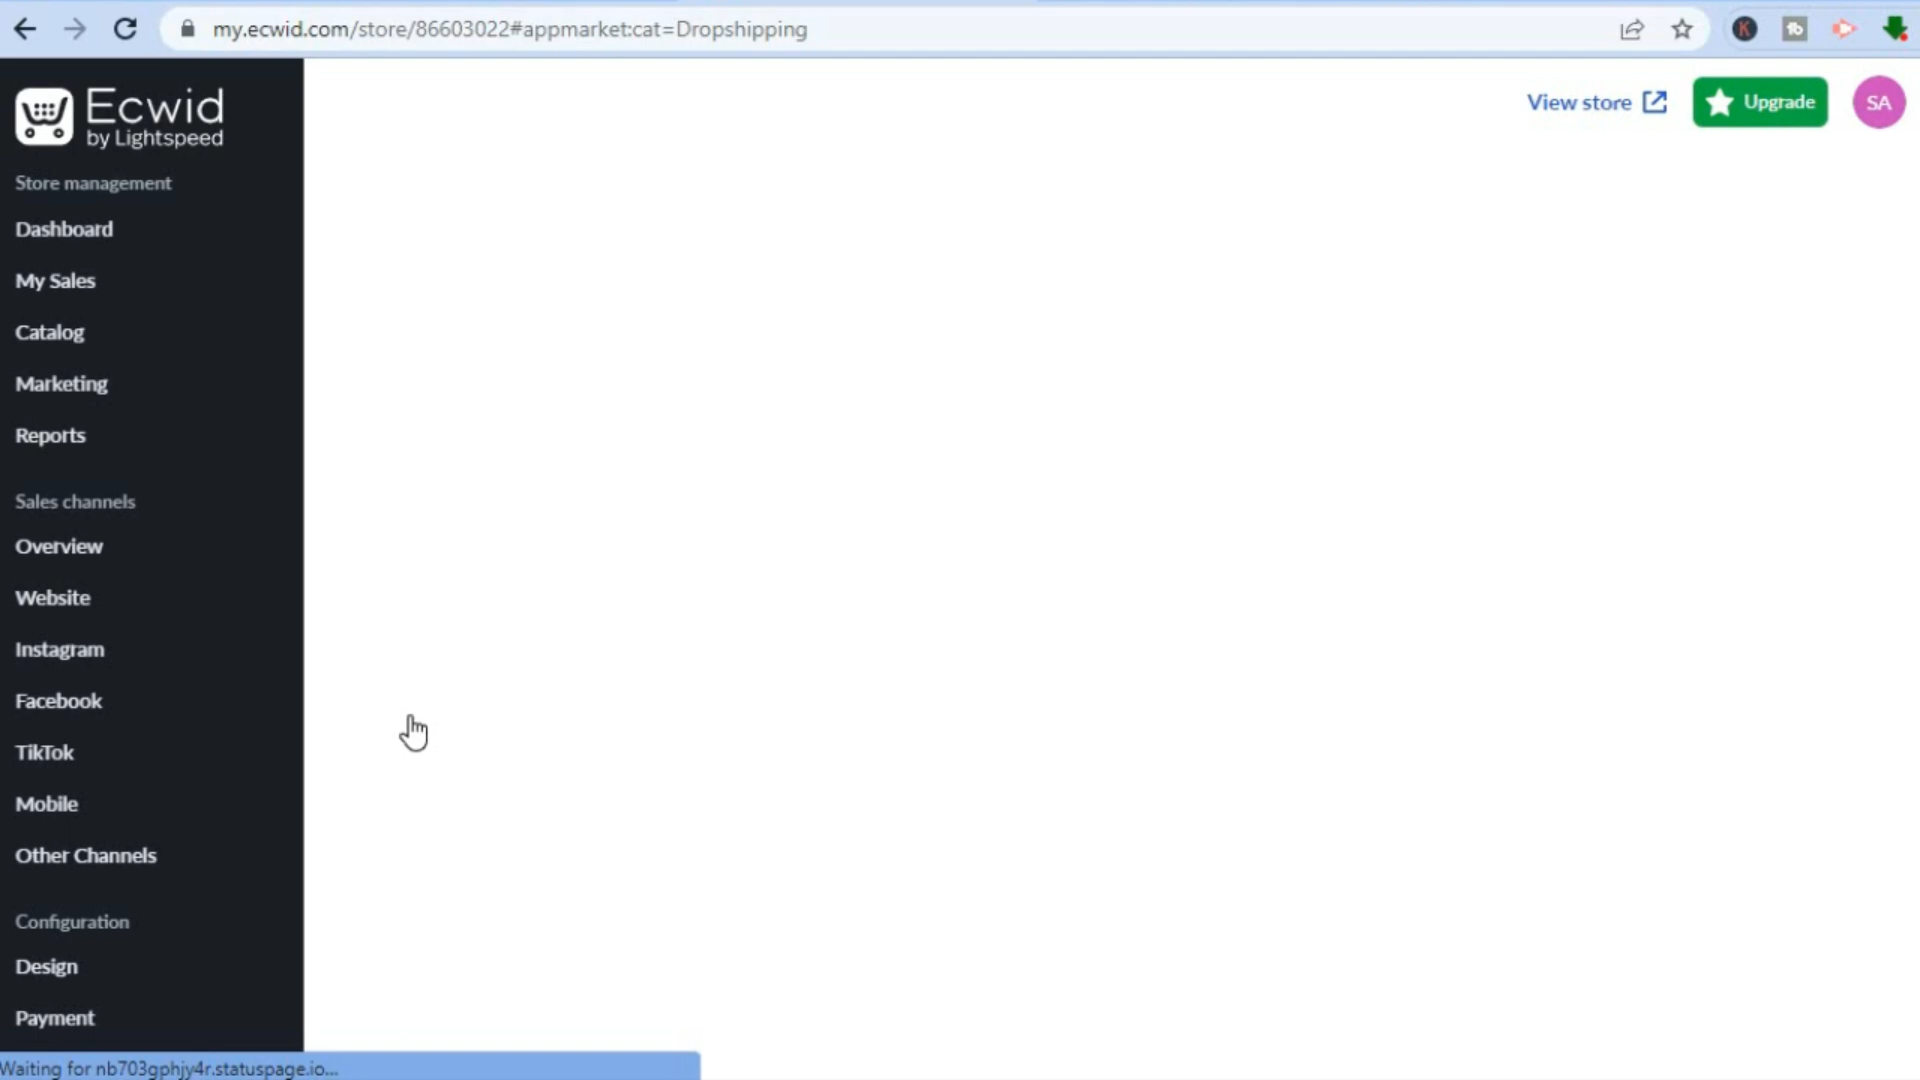 my.ecwid.com/store/86603022#appmarket:cat=Dropshipping
K
tb
Ecwid
by Lightspeed
View store
Upgrade
SA
Store management
Dashboard
My Sales
Catalog
Marketing
Reports
Sales channels
Overview
Website
Instagram
Facebook
TikTok
Mobile
Other Channels
Configuration
Design
Payment
Waiting for nb703gphjy4r.statuspage.io...